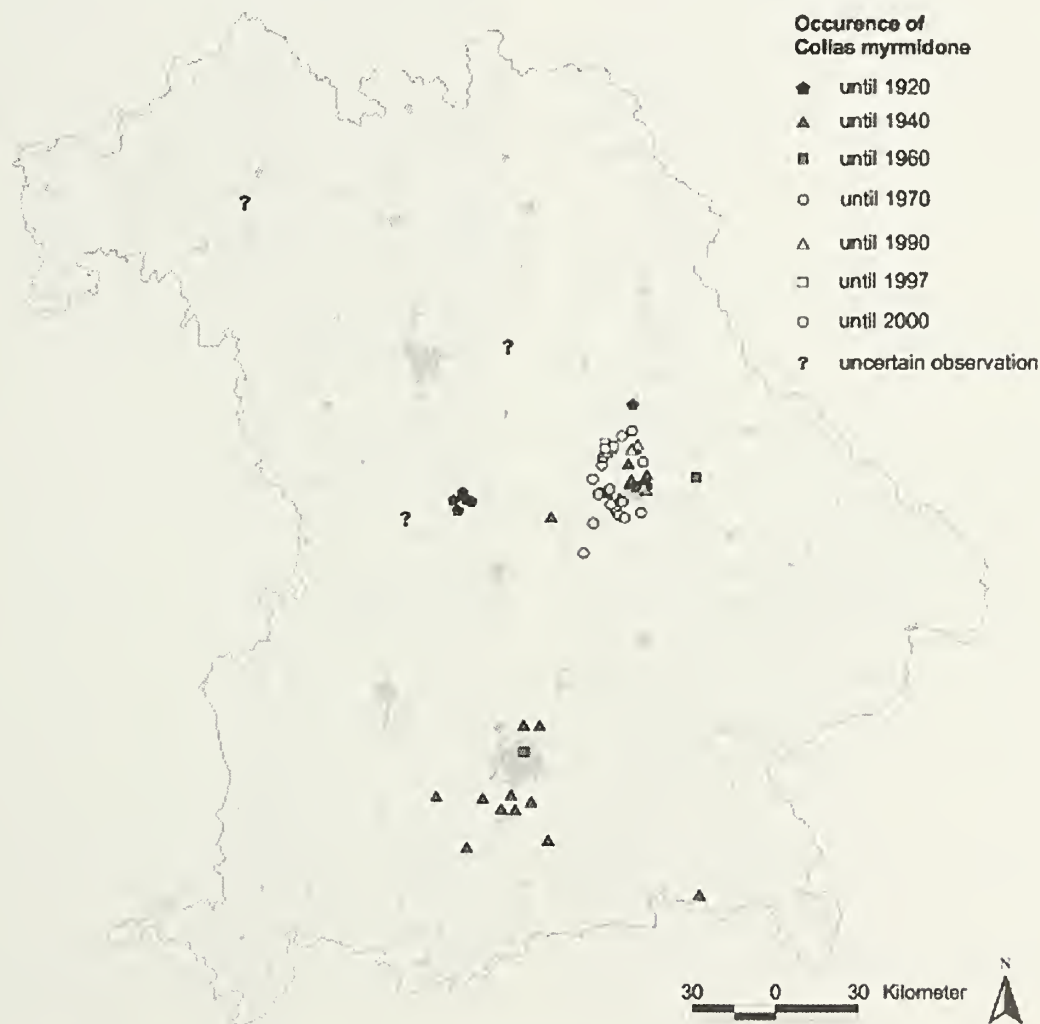 Occurence of
Colias myrmidone
until 1920
until 1940
until 1960
until 1970
until 1990
until 1997
until 2000
? uncertain observation
?
?
?
N
30 0 30 Kilometer